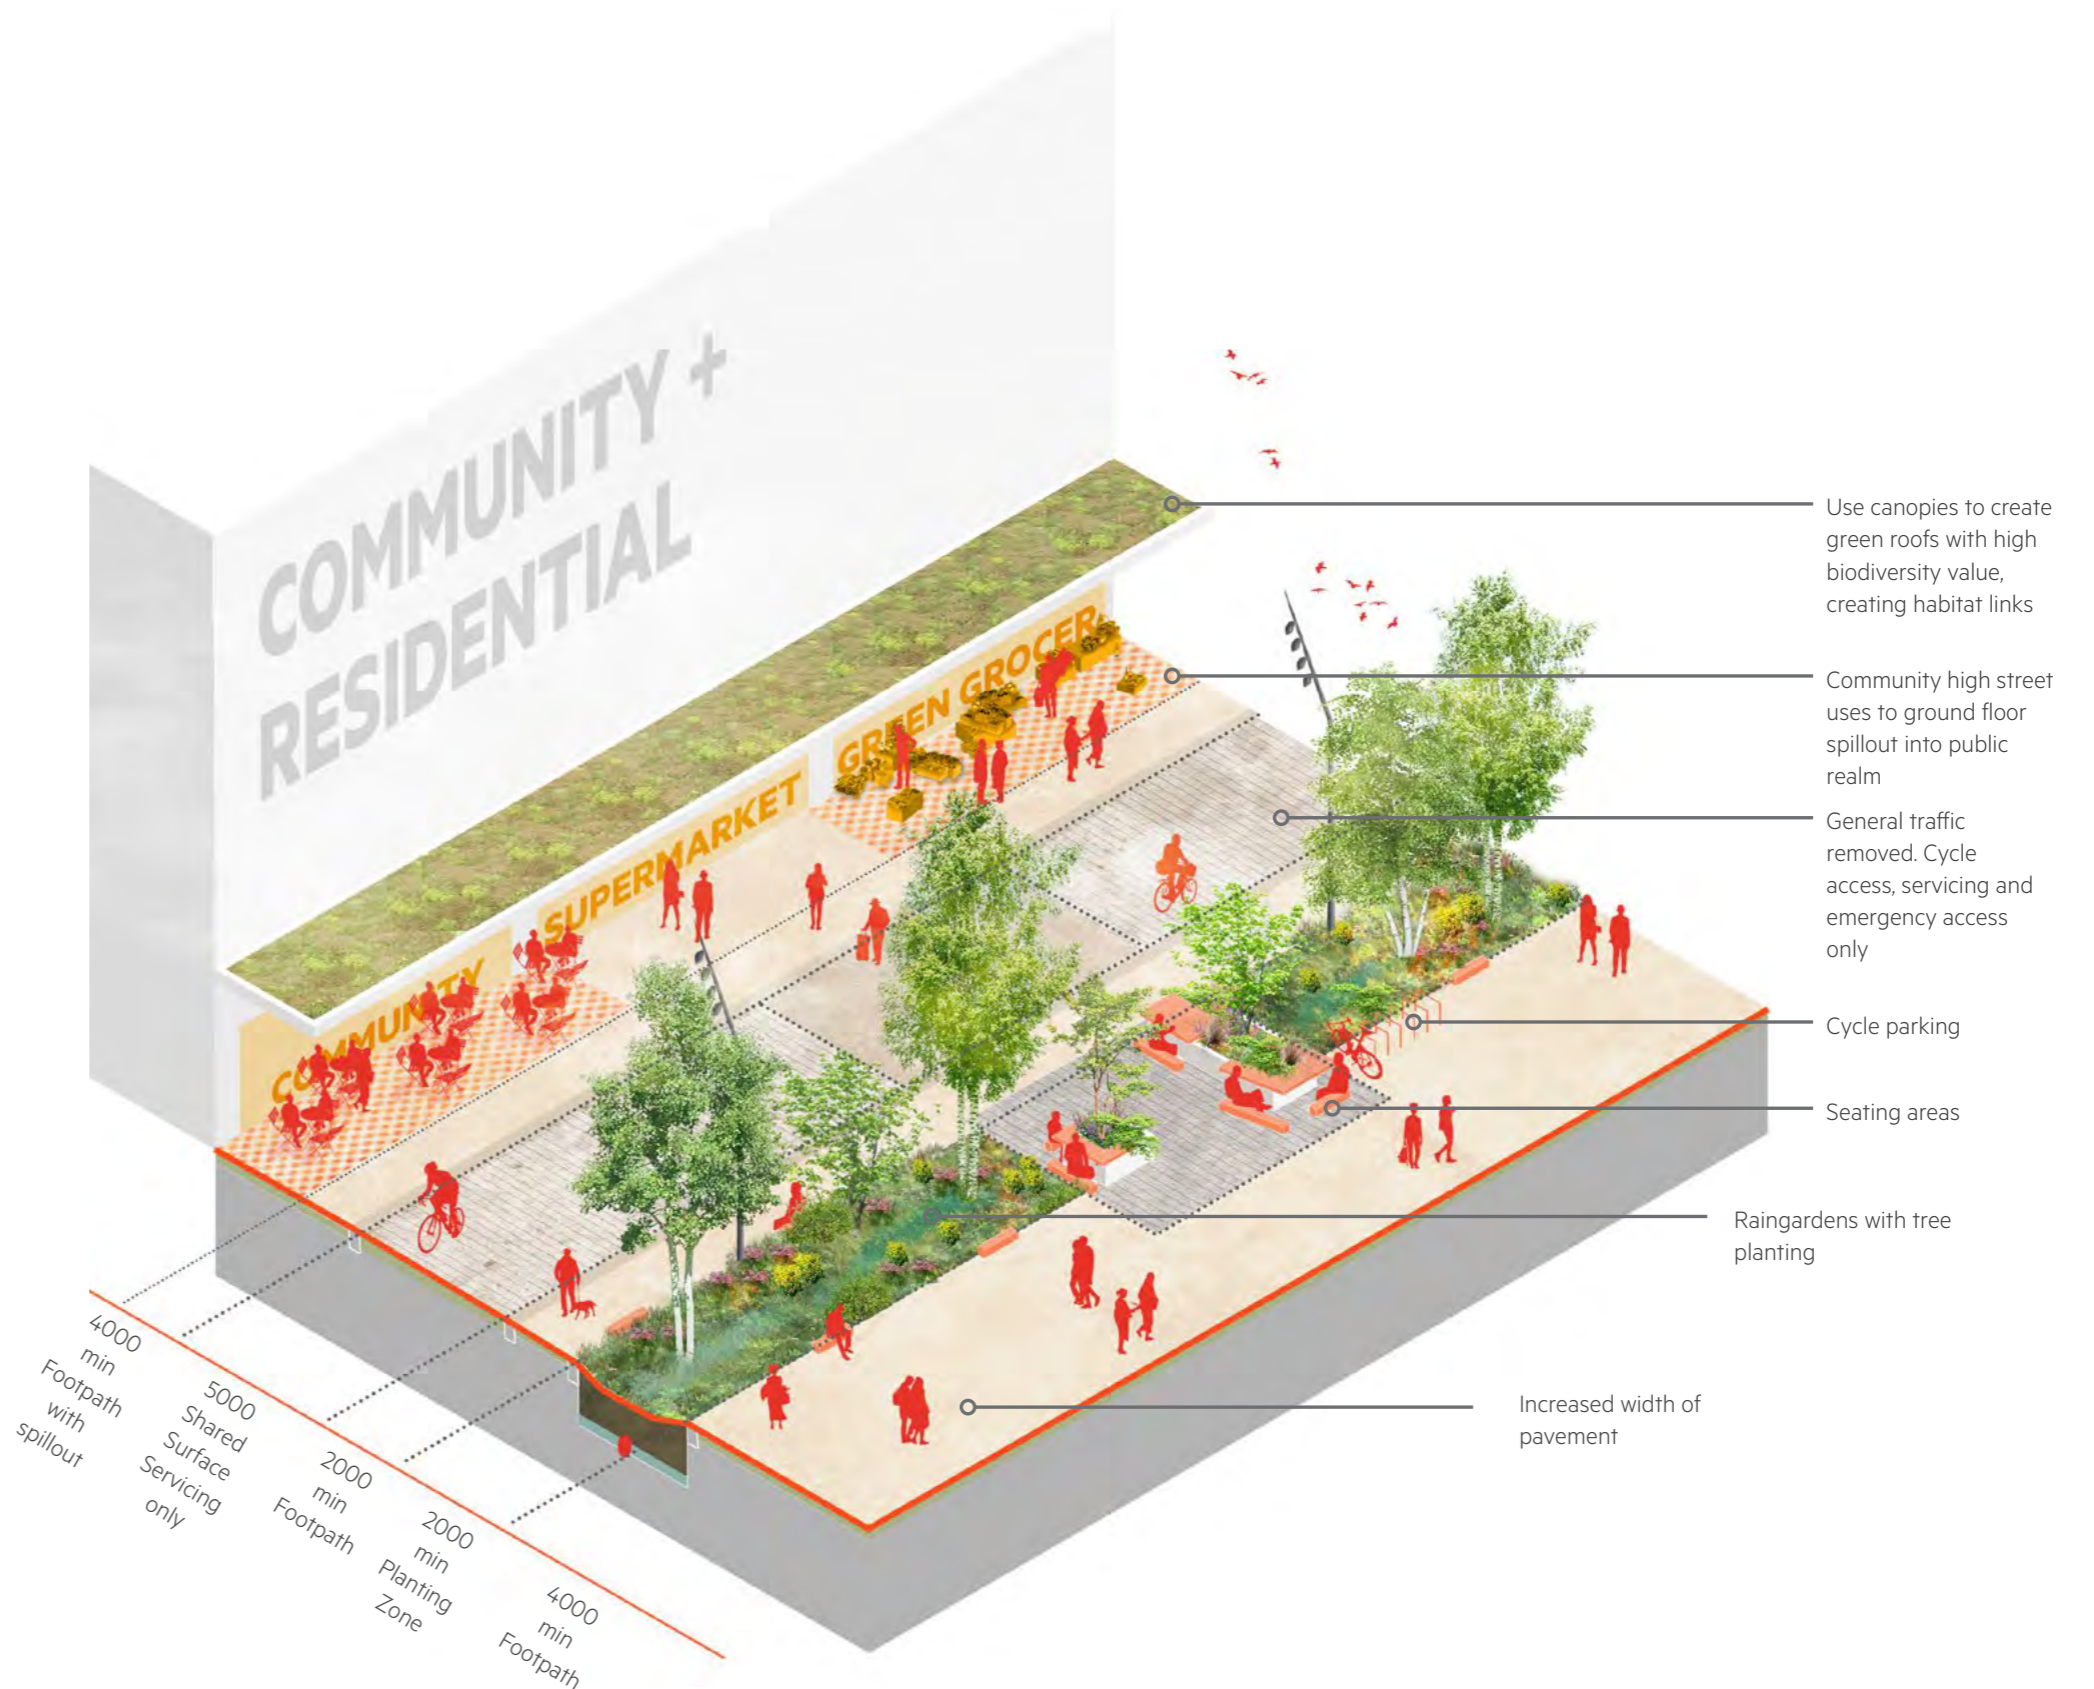 COMMUNITY +
RESIDENTIAL
GREEN GROCER
SUPERMARKET
COMMUNITY
Use canopies to create
green roofs with high
biodiversity value,
creating habitat links
Community high street
uses to ground floor
spillout into public
realm
General traffic
removed. Cycle
access, servicing and
emergency access
only
Cycle parking
Seating areas
Raingardens with tree
planting
Increased width of
pavement
4000
min
Footpath
with
spillout
5000
Shared
Surface
Servicing
only
2000
min
Footpath
2000
min
Planting
Zone
4000
min
Footpath